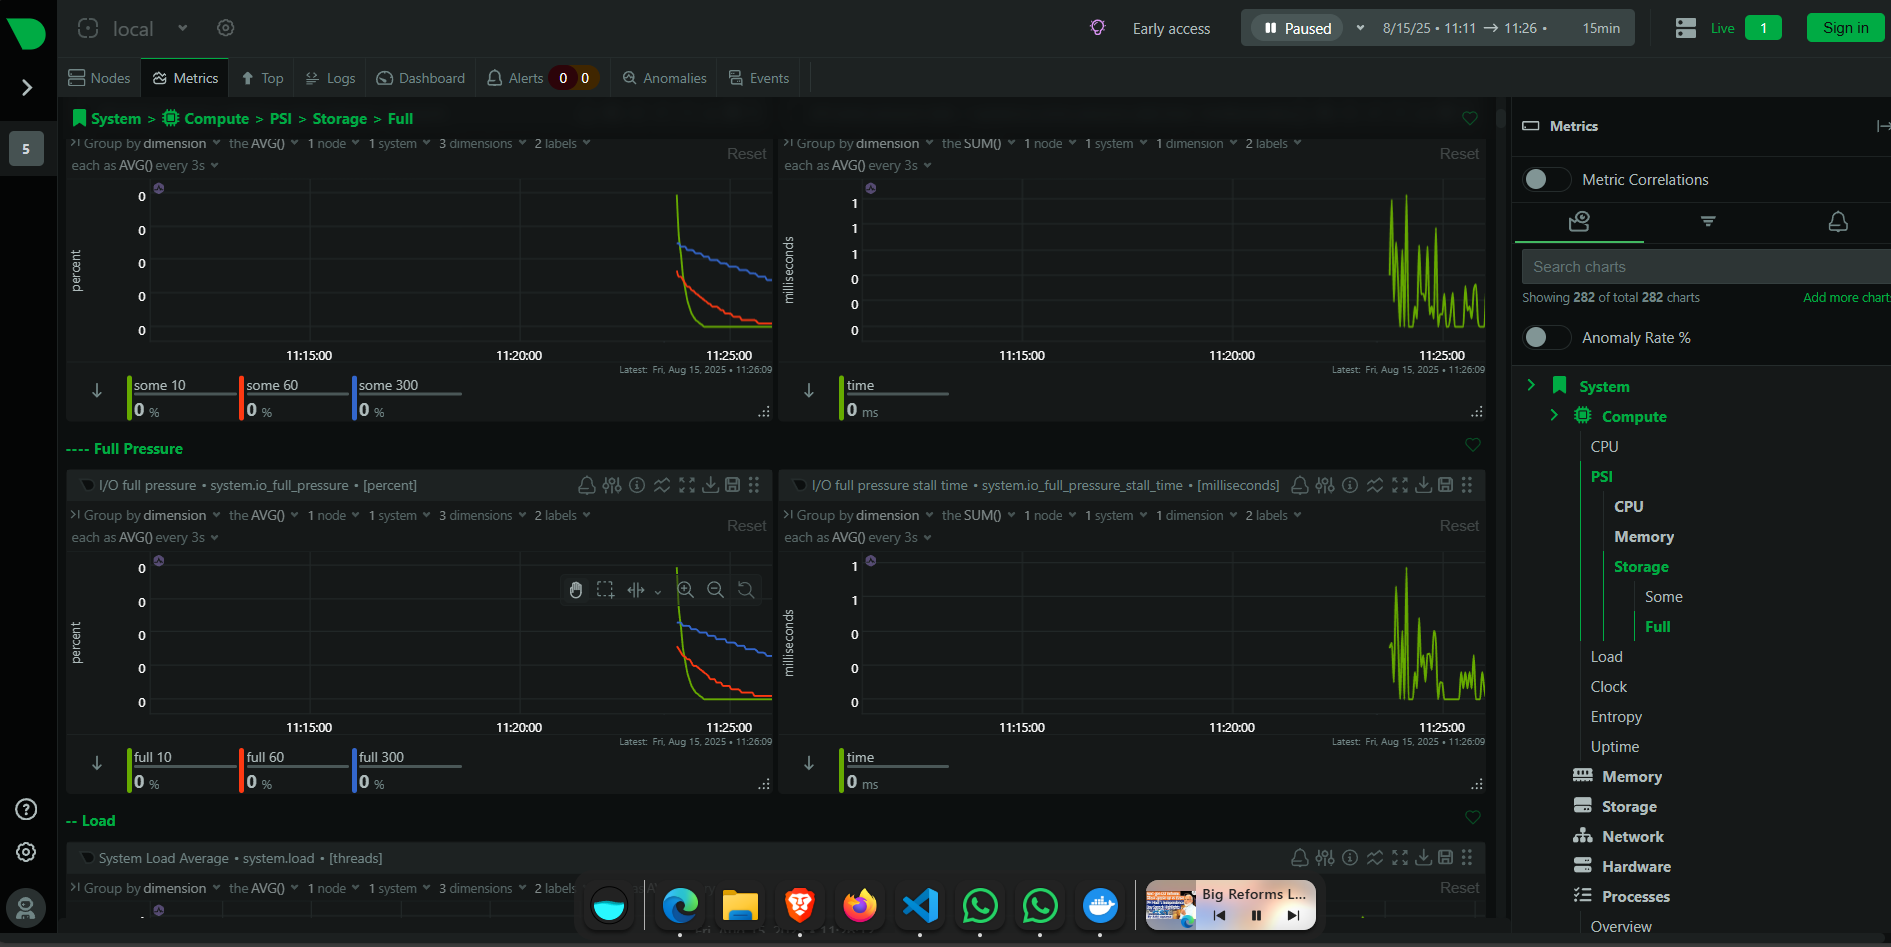 local
Early access
Paused
8/15/25 • 11:11 → 11:26 •
15min
Live
1
Sign in
Nodes
Metrics
Top
Logs
Dashboard
Alerts
0
0
Anomalies
Events
5
System > Compute > PSI > Storage > Full
Group by dimension the AVG() 1 node 1 system 3 dimensions 2 labels
each as AVG() every 3s
Reset
percent
0
0
0
0
0
11:15:00
11:20:00
11:25:00
Latest: Fri, Aug 15, 2025 • 11:26:09
some 10
0 %
some 60
0 %
some 300
0 %
Group by dimension the SUM() 1 node 1 system 1 dimension 2 labels
each as AVG() every 3s
Reset
milliseconds
1
1
1
0
0
0
11:15:00
11:20:00
11:25:00
Latest: Fri, Aug 15, 2025 • 11:26:09
time
0 ms
---- Full Pressure
I/O full pressure • system.io_full_pressure • [percent]
Group by dimension the AVG() 1 node 1 system 3 dimensions 2 labels
each as AVG() every 3s
Reset
percent
0
0
0
0
0
11:15:00
11:20:00
11:25:00
Latest: Fri, Aug 15, 2025 • 11:26:09
full 10
0 %
full 60
0 %
full 300
0 %
I/O full pressure stall time • system.io_full_pressure_stall_time • [milliseconds]
Group by dimension the SUM() 1 node 1 system 1 dimension 2 labels
each as AVG() every 3s
Reset
milliseconds
1
1
0
0
0
11:15:00
11:20:00
11:25:00
Latest: Fri, Aug 15, 2025 • 11:26:09
time
0 ms
-- Load
System Load Average • system.load • [threads]
Group by dimension the AVG() 1 node 1 system 3 dimensions 2 labels
Reset
Big Reforms L...
Metrics
Metric Correlations
Search charts
Showing 282 of total 282 charts
Add more charts
Anomaly Rate %
System
Compute
CPU
PSI
CPU
Memory
Storage
Some
Full
Load
Clock
Entropy
Uptime
Memory
Storage
Network
Hardware
Processes
Overview